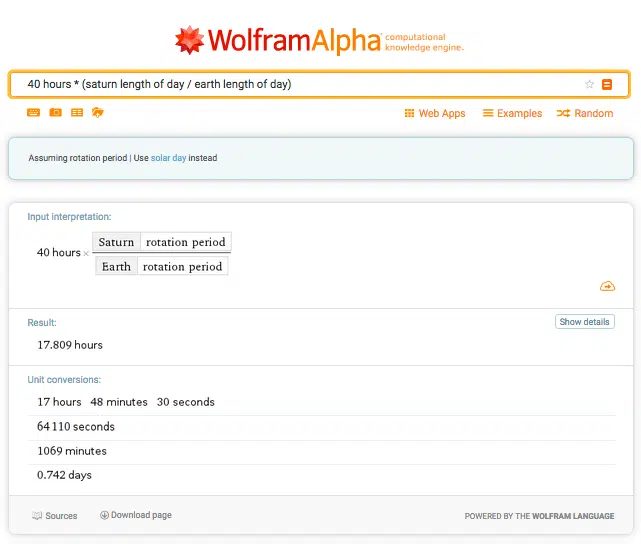 WolframAlpha computational knowledge engine.
40 hours * (saturn length of day / earth length of day)
Web Apps Examples Random
Assuming rotation period | Use solar day instead
Input interpretation:
40 hours × Saturn rotation period
Earth rotation period
Result: Show details
17.809 hours
Unit conversions:
17 hours 48 minutes 30 seconds
64 110 seconds
1069 minutes
0.742 days
Sources Download page POWERED BY THE WOLFRAM LANGUAGE